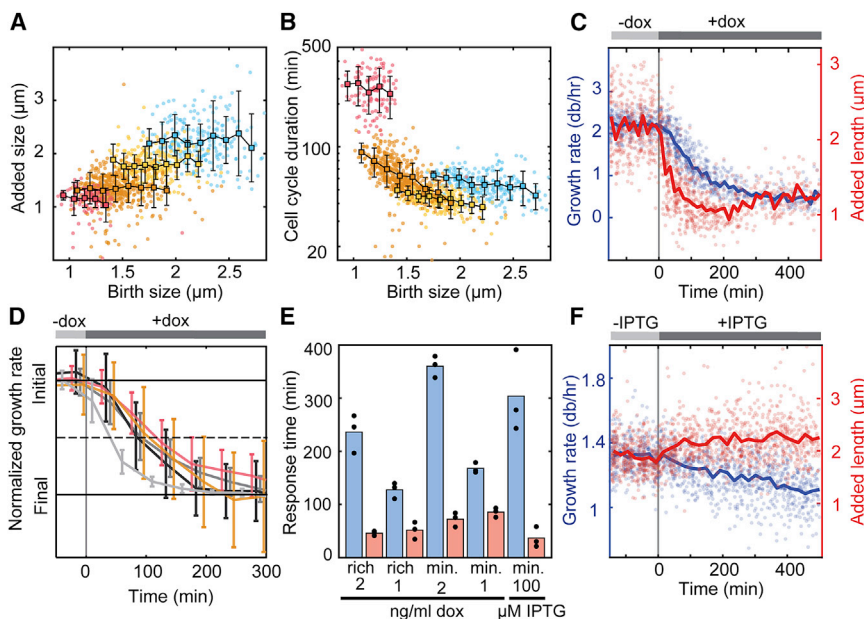 A
Added size (µm)
3
2
1
1
1.5
2
2.5
Birth size (µm)
B
Cell cycle duration (min)
500
100
20
1
1.5
2
2.5
Birth size (µm)
C
-dox
+dox
Growth rate (db/hr)
3
2
1
0
Added length (µm)
3
2
1
0
200
400
Time (min)
D
-dox
+dox
Normalized growth rate
Initial
Final
0
100
200
300
Time (min)
E
Response time (min)
400
300
200
100
0
rich rich min. min. min.
2 1 2 1 100
ng/ml dox µM IPTG
F
-IPTG
+IPTG
Growth rate (db/hr)
1.8
1.4
1
Added length (µm)
3
2
1
0
200
400
Time (min)